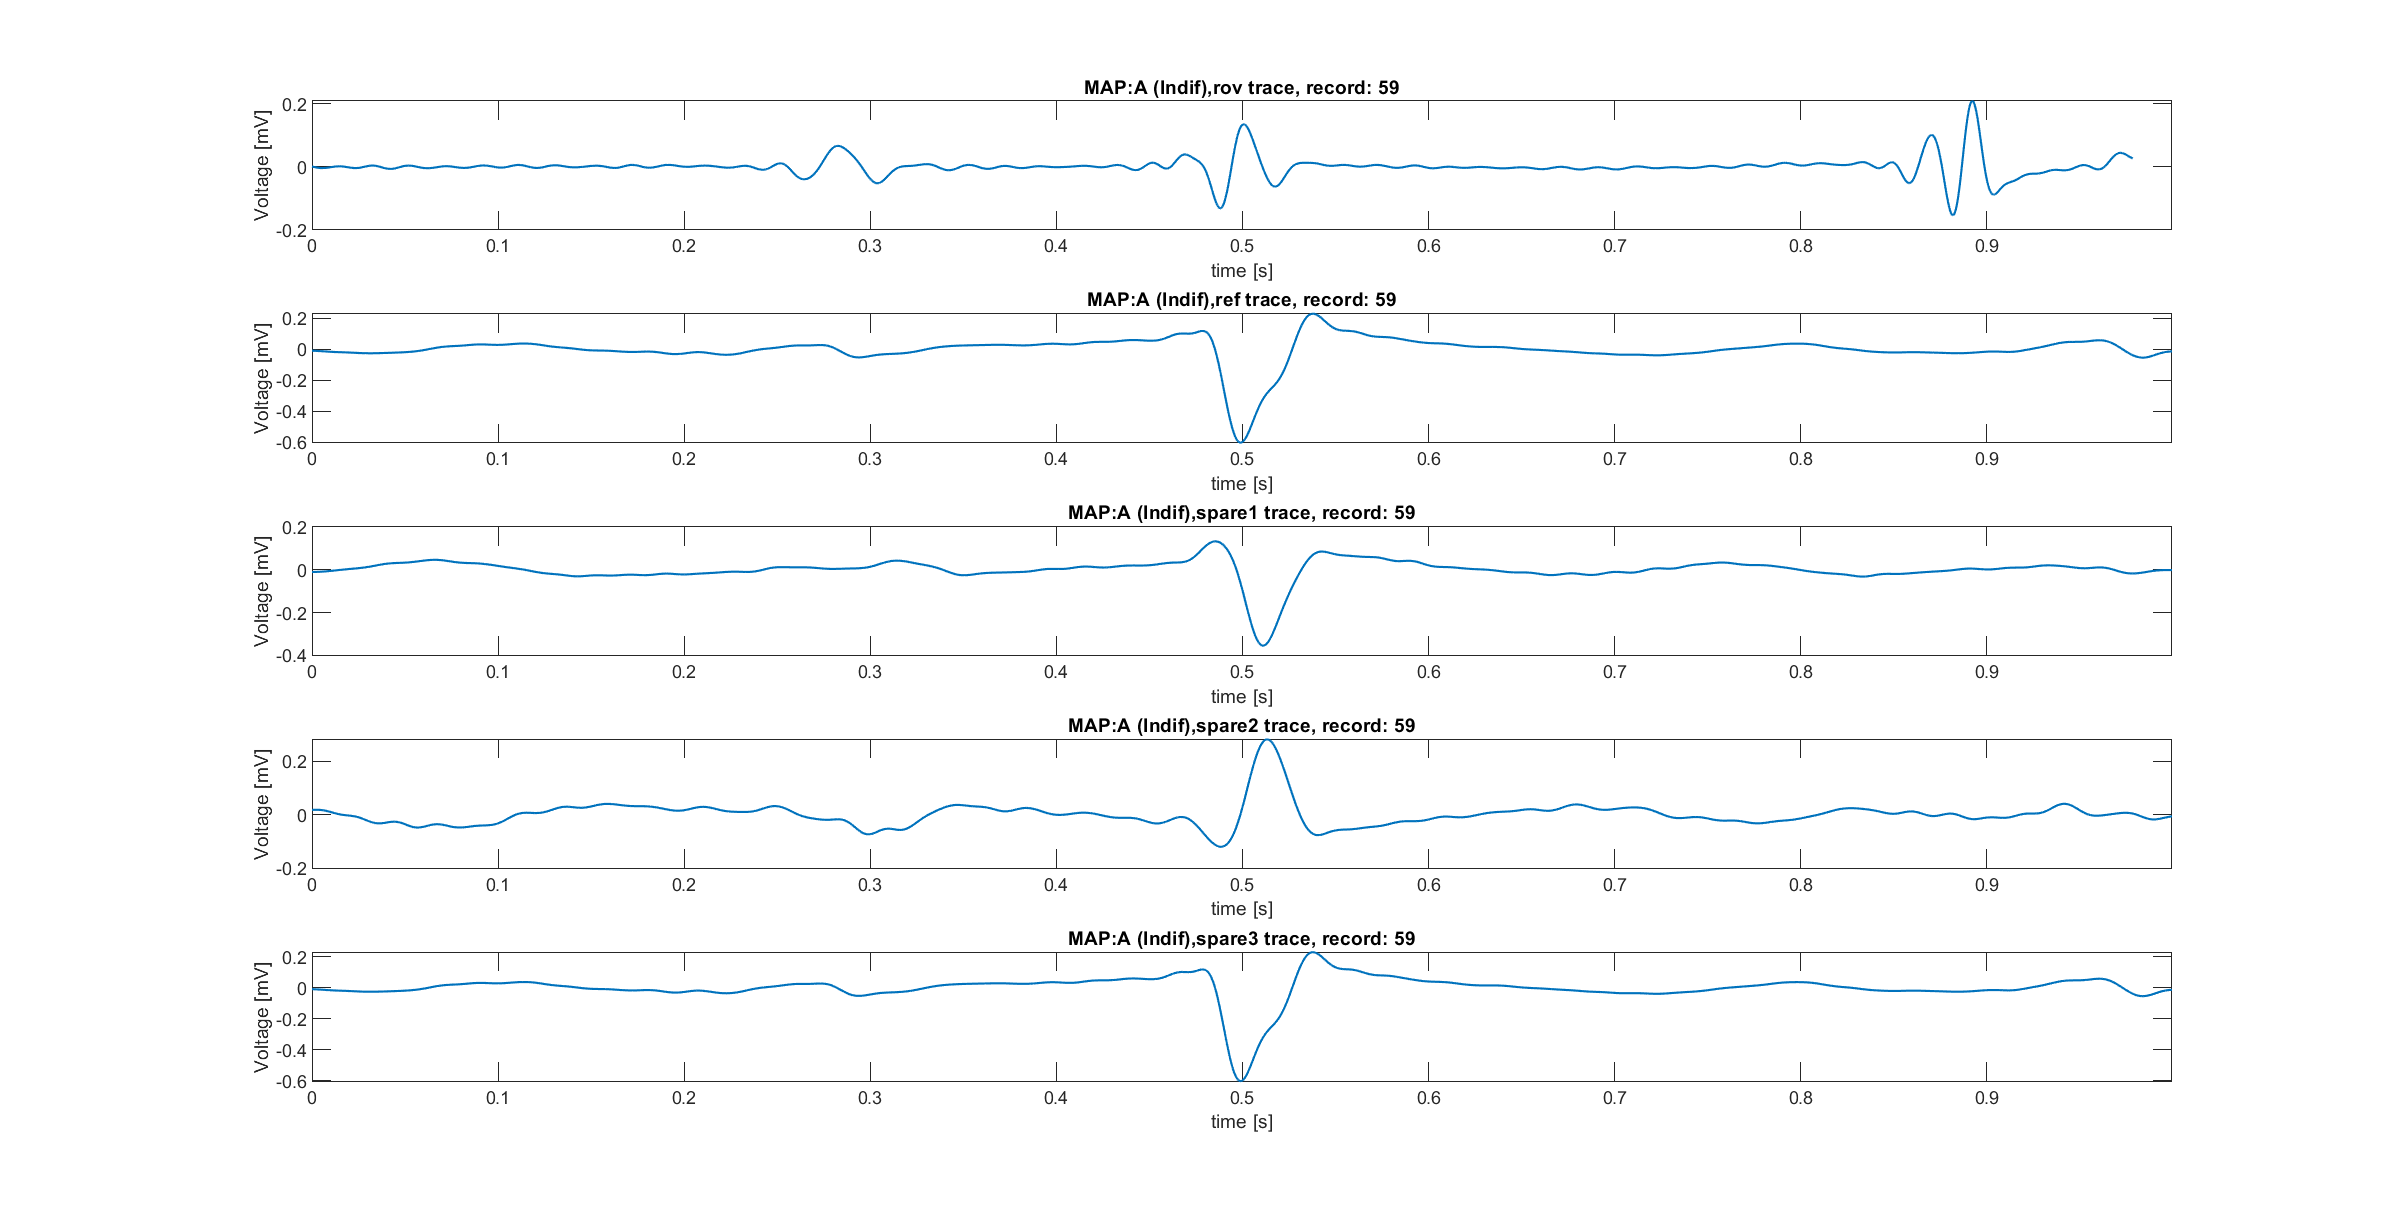 MAP:A (Indif),rov trace, record: 59
Voltage [mV]
0.2
0
-0.2
0 0.1 0.2 0.3 0.4 0.5 0.6 0.7 0.8 0.9
time [s]
MAP:A (Indif),ref trace, record: 59
Voltage [mV]
0.2
0
-0.2
-0.4
-0.6
0 0.1 0.2 0.3 0.4 0.5 0.6 0.7 0.8 0.9
time [s]
MAP:A (Indif),spare1 trace, record: 59
Voltage [mV]
0.2
0
-0.2
-0.4
0 0.1 0.2 0.3 0.4 0.5 0.6 0.7 0.8 0.9
time [s]
MAP:A (Indif),spare2 trace, record: 59
Voltage [mV]
0.2
0
-0.2
0 0.1 0.2 0.3 0.4 0.5 0.6 0.7 0.8 0.9
time [s]
MAP:A (Indif),spare3 trace, record: 59
Voltage [mV]
0.2
0
-0.2
-0.4
-0.6
0 0.1 0.2 0.3 0.4 0.5 0.6 0.7 0.8 0.9
time [s]